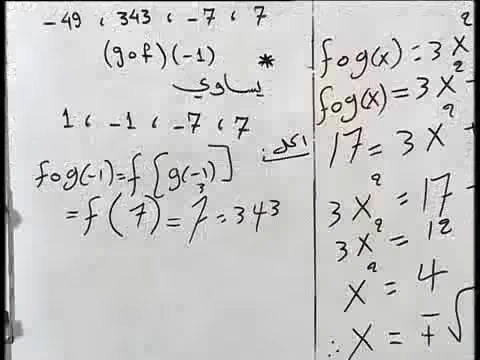 -49 ، 343 ، -7 ، 7
* (gof)(-1)
يساوي
1 ، -1 ، -7 ، 7
الحل:
fog(-1)=f[g(-1)]
= f(7)=7³=343
fog(x)=3x²
fog(x)=3x²-
17=3x²
3x²=17-
3x²=12
x²=4
∴ x=±√